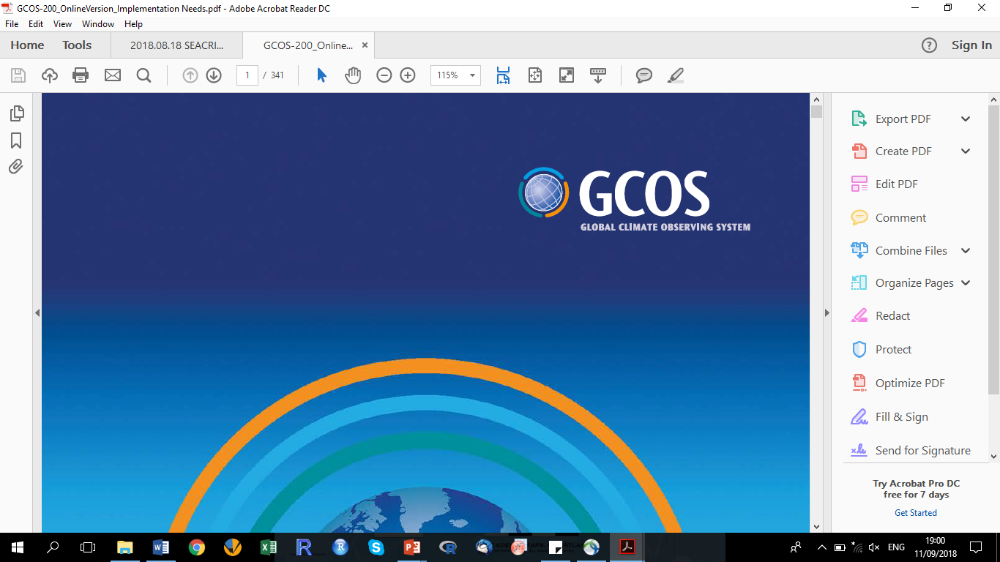 GCOS-200_OnlineVersion_Implementation Needs.pdf - Adobe Acrobat Reader DC
File Edit View Window Help
Home Tools 2018.08.18 SEACRI... GCOS-200_Online... × ? Sign In
1 / 341 115%
GCOS
GLOBAL CLIMATE OBSERVING SYSTEM
Export PDF
Create PDF
Edit PDF
Comment
Combine Files
Organize Pages
Redact
Protect
Optimize PDF
Fill & Sign
Send for Signature
Try Acrobat Pro DC
free for 7 days
Get Started
ENG
19:00
11/09/2018